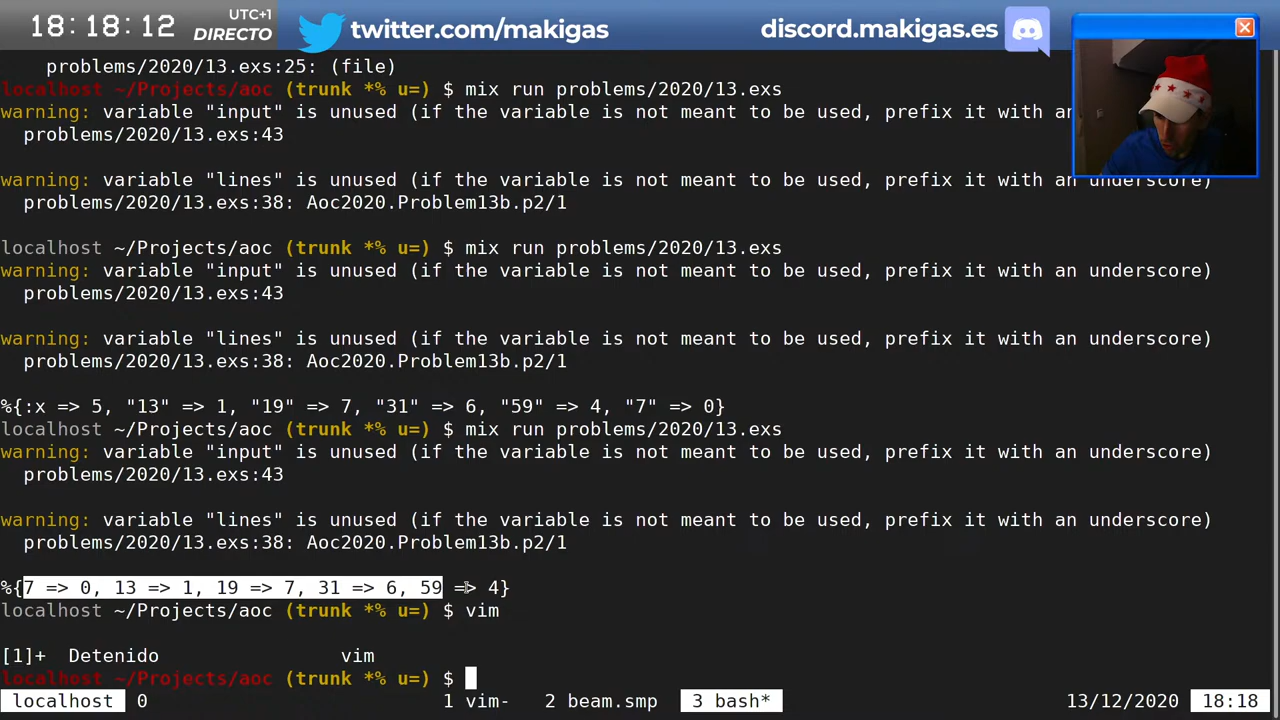 18:18:12 UTC+1 DIRECTO twitter.com/makigas discord.makigas.es
problems/2020/13.exs:25: (file)
localhost ~/Projects/aoc (trunk *% u=) $ mix run problems/2020/13.exs
warning: variable "input" is unused (if the variable is not meant to be used, prefix it with an
problems/2020/13.exs:43
warning: variable "lines" is unused (if the variable is not meant to be used, prefix it with an underscore)
problems/2020/13.exs:38: Aoc2020.Problem13b.p2/1
localhost ~/Projects/aoc (trunk *% u=) $ mix run problems/2020/13.exs
warning: variable "input" is unused (if the variable is not meant to be used, prefix it with an underscore)
problems/2020/13.exs:43
warning: variable "lines" is unused (if the variable is not meant to be used, prefix it with an underscore)
problems/2020/13.exs:38: Aoc2020.Problem13b.p2/1
%{:x => 5, "13" => 1, "19" => 7, "31" => 6, "59" => 4, "7" => 0}
localhost ~/Projects/aoc (trunk *% u=) $ mix run problems/2020/13.exs
warning: variable "input" is unused (if the variable is not meant to be used, prefix it with an underscore)
problems/2020/13.exs:43
warning: variable "lines" is unused (if the variable is not meant to be used, prefix it with an underscore)
problems/2020/13.exs:38: Aoc2020.Problem13b.p2/1
%{7 => 0, 13 => 1, 19 => 7, 31 => 6, 59 => 4}
localhost ~/Projects/aoc (trunk *% u=) $ vim
[1]+ Detenido vim
localhost ~/Projects/aoc (trunk *% u=) $
localhost 0 1 vim- 2 beam.smp 3 bash* 13/12/2020 18:18